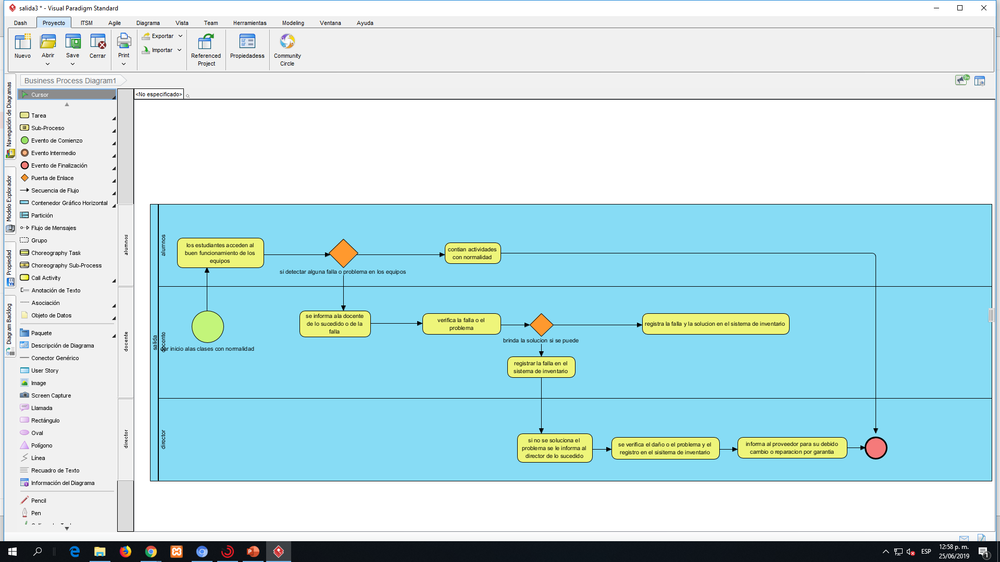 salida3 * - Visual Paradigm Standard
Dash
Proyecto
ITSM
Agile
Diagrama
Vista
Team
Herramientas
Modeling
Ventana
Ayuda
Nuevo
Abrir
Save
Cerrar
Print
Exportar
Importar
Referenced
Project
Propiedadess
Community
Circle
Business Process Diagram1
9+
Navegación de Diagramas
Modelo Explorador
Propiedad
Diagram Backlog
Cursor
Tarea
Sub-Proceso
Evento de Comienzo
Evento Intermedio
Evento de Finalización
Puerta de Enlace
Secuencia de Flujo
Contenedor Gráfico Horizontal
Partición
Flujo de Mensajes
Grupo
Choreography Task
Choreography Sub-Process
Call Activity
Anotación de Texto
Asociación
Objeto de Datos
Paquete
Descripción de Diagrama
Conector Genérico
User Story
Image
Screen Capture
Llamada
Rectángulo
Oval
Polígono
Línea
Recuadro de Texto
Información del Diagrama
Pencil
Pen
<No especificado>
alumnos
docente
director
salida
alumnos
docente
director
los estudiantes acceden al
buen funcionamiento de los
equipos
si detectar alguna falla o problema en los equipos
contian actividades
con normalidad
dar inicio alas clases con normalidad
se informa ala docente
de lo sucedido o de la
falla
verifica la falla o el
problema
brinda la solucion si se puede
registra la falla y la solucion en el sistema de inventario
registrar la falla en el
sistema de inventario
si no se soluciona el
problema se le informa al
director de lo sucedido
se verifica el daño o el problema y el
registro en el sisitema de inventario
informa al proveedor para su debido
cambio o reparacion por garantia
ESP
12:58 p. m.
25/06/2019
1